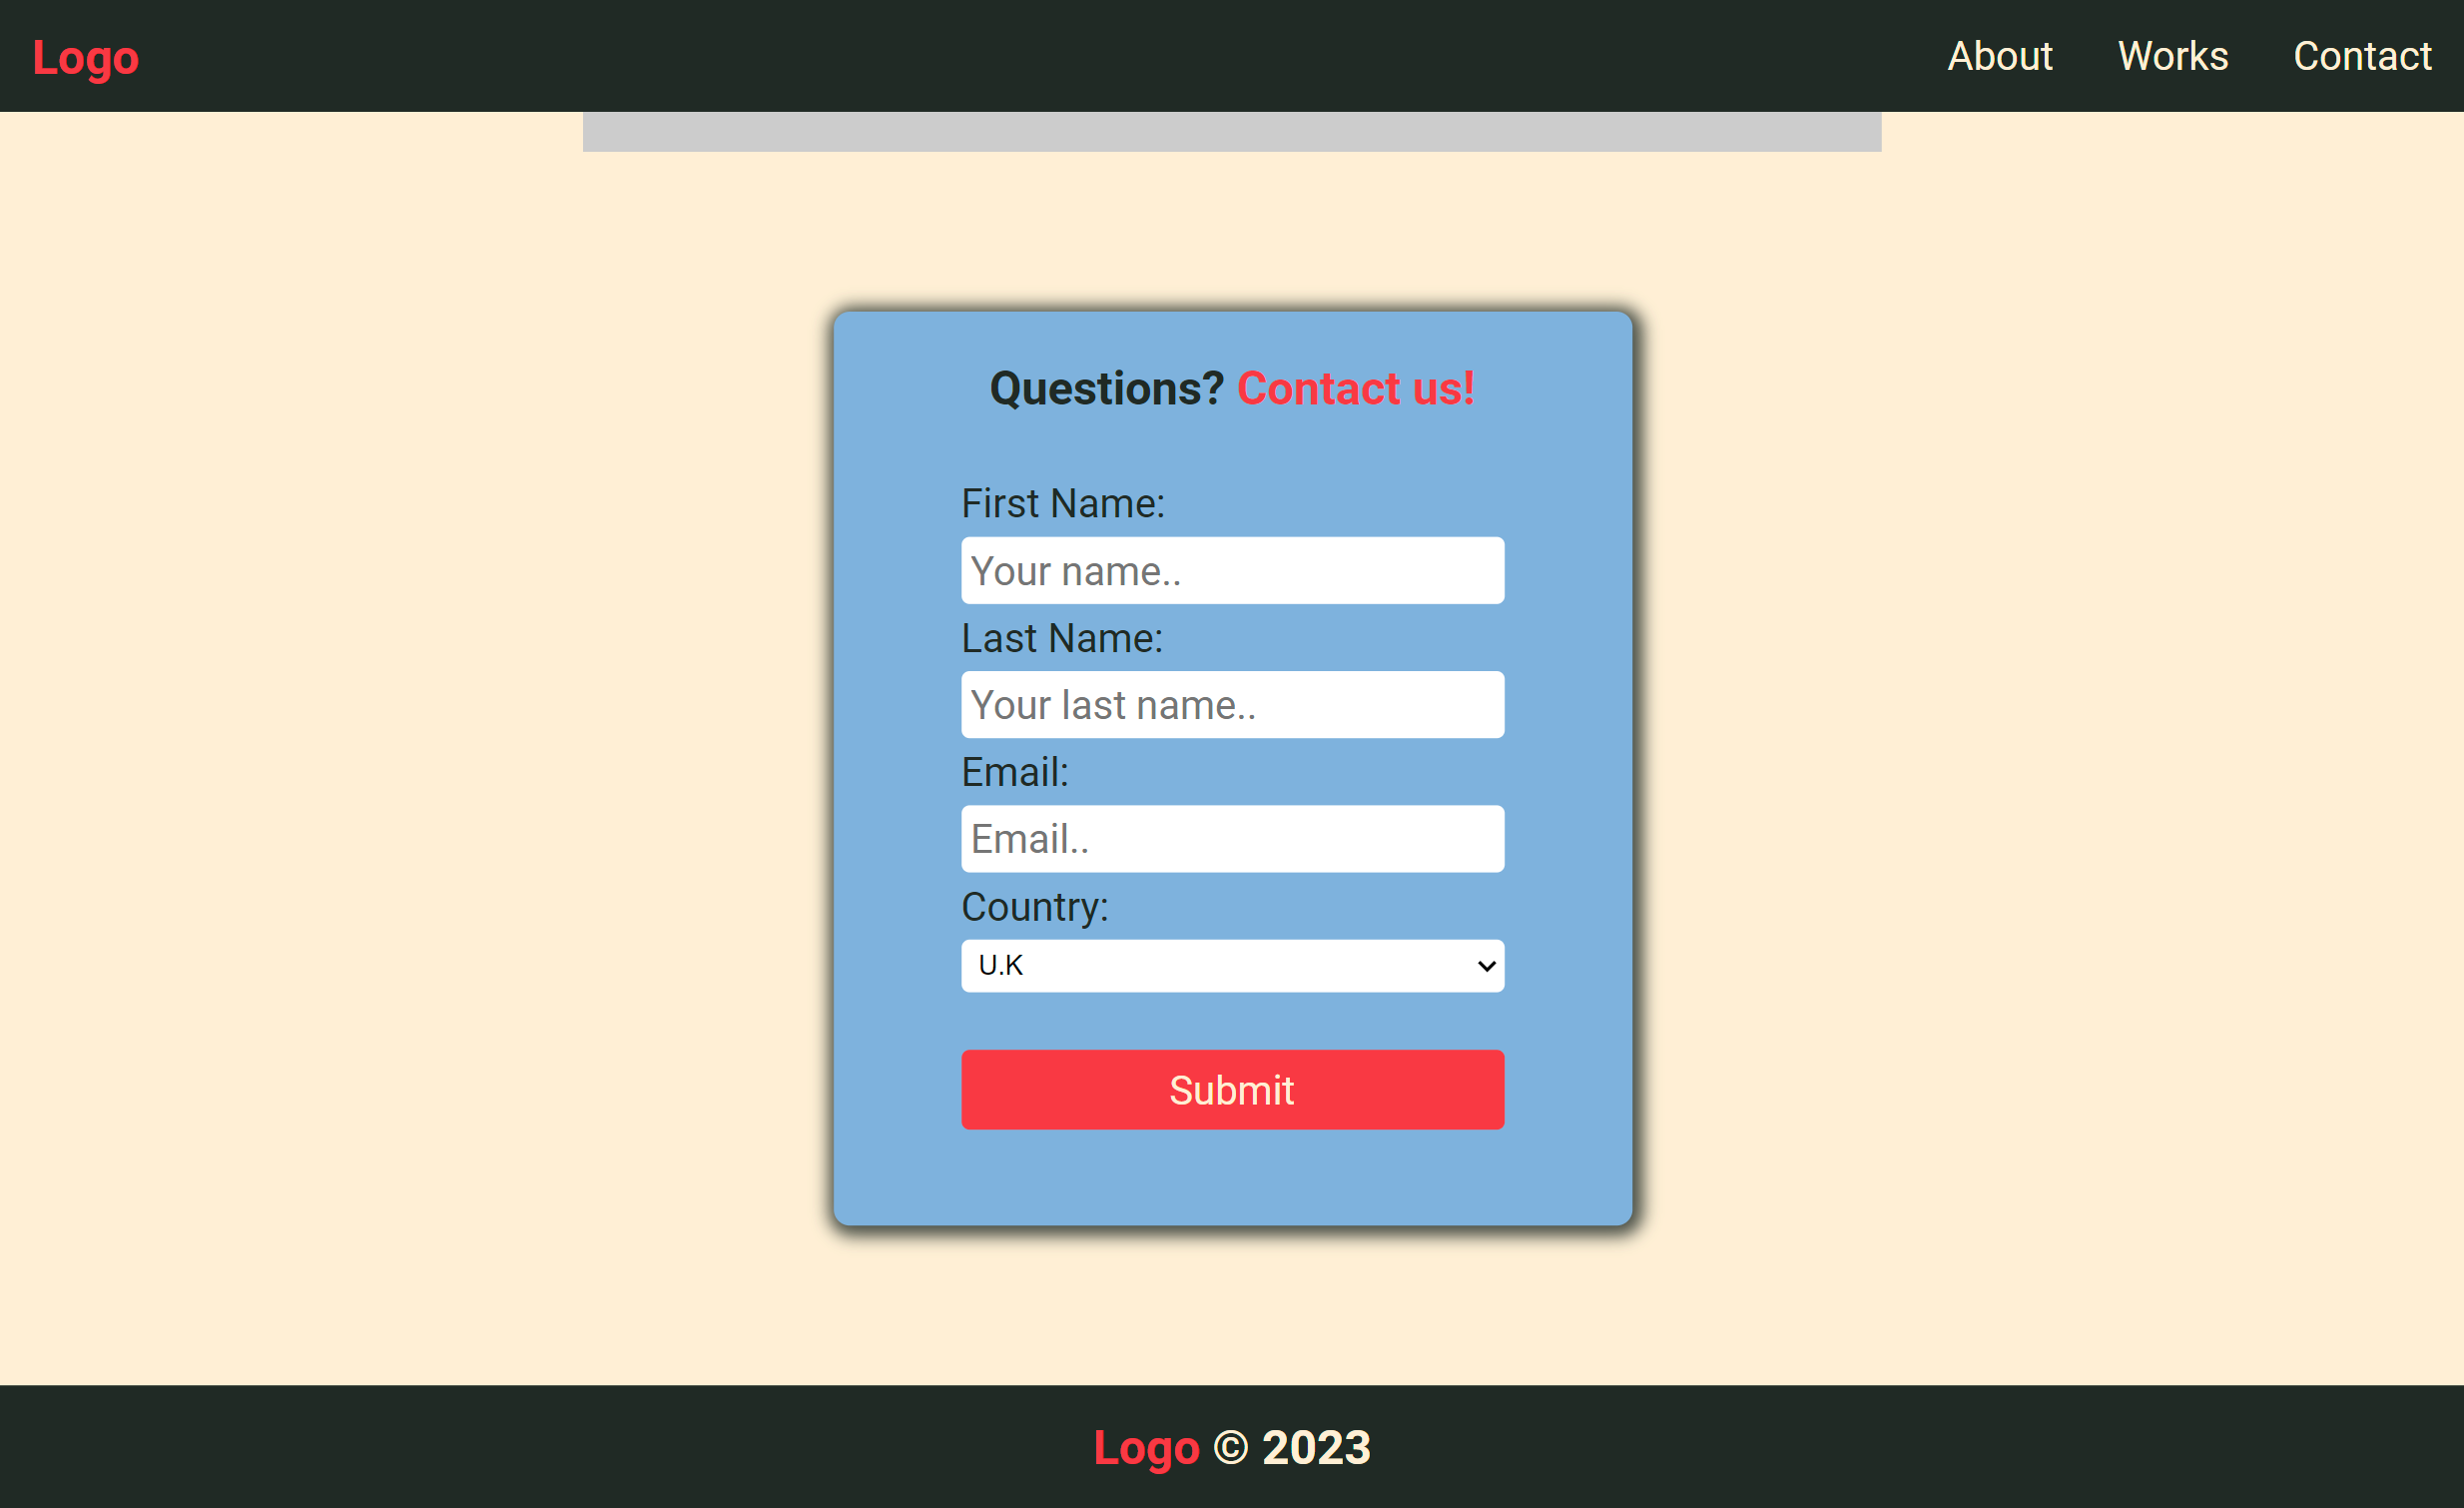 Logo About Works Contact
Questions? Contact us!
First Name:
Your name..
Last Name:
Your last name..
Email:
Email..
Country:
U.K
Submit
Logo © 2023